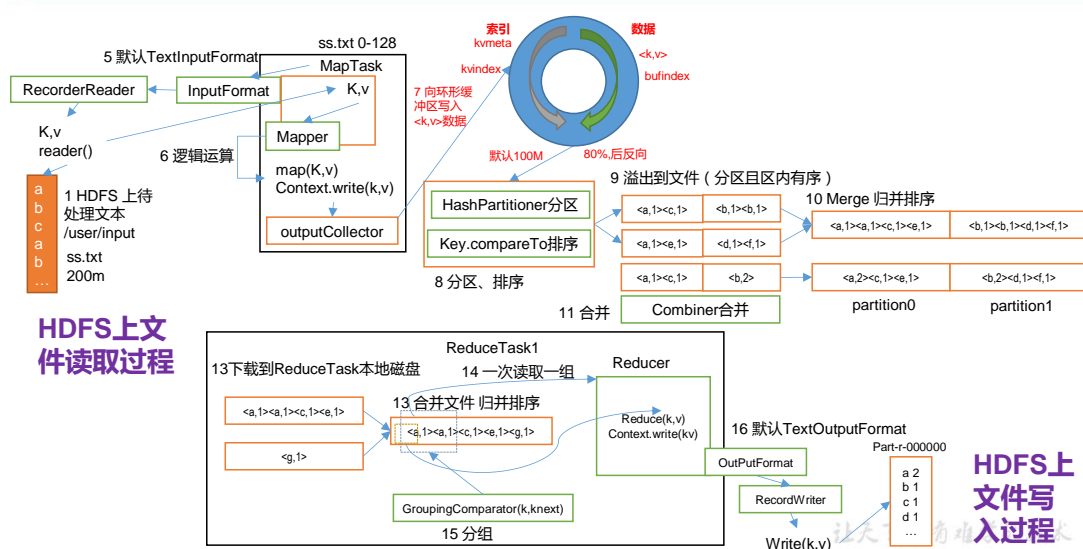 ss.txt 0-128
5 默认TextInputFormat
MapTask
RecorderReader
InputFormat
K,v
Mapper
K,v
reader()
6 逻辑运算
map(K,v)
Context.write(k,v)
outputCollector
a
b
c
a
b
...
1 HDFS 上待
处理文本
/user/input
ss.txt
200m
HDFS上文
件读取过程
索引
kvmeta
kvindex
数据
<k,v>
bufindex
7 向环形缓
冲区写入
<k,v>数据
默认100M
80%,后反向
HashPartitioner分区
Key.compareTo排序
8 分区、排序
9 溢出到文件（分区且区内有序）
<a,1><c,1>
<b,1><b,1>
<a,1><e,1>
<d,1><f,1>
<a,1><c,1>
<b,2>
10 Merge 归并排序
<a,1><a,1><c,1><e,1>
<b,1><b,1><d,1><f,1>
<a,2><c,1><e,1>
<b,2><d,1><f,1>
partition0
partition1
11 合并
Combiner合并
ReduceTask1
13下载到ReduceTask本地磁盘
14 一次读取一组
Reducer
<a,1><a,1><c,1><e,1>
<g,1>
13 合并文件 归并排序
<a,1><a,1><c,1><e,1><g,1>
Reduce(k,v)
Context.write(kv)
GroupingComparator(k,knext)
15 分组
16 默认TextOutputFormat
OutPutFormat
RecordWriter
Write(k,v)
Part-r-000000
a 2
b 1
c 1
d 1
...
HDFS上
文件写
入过程
让天